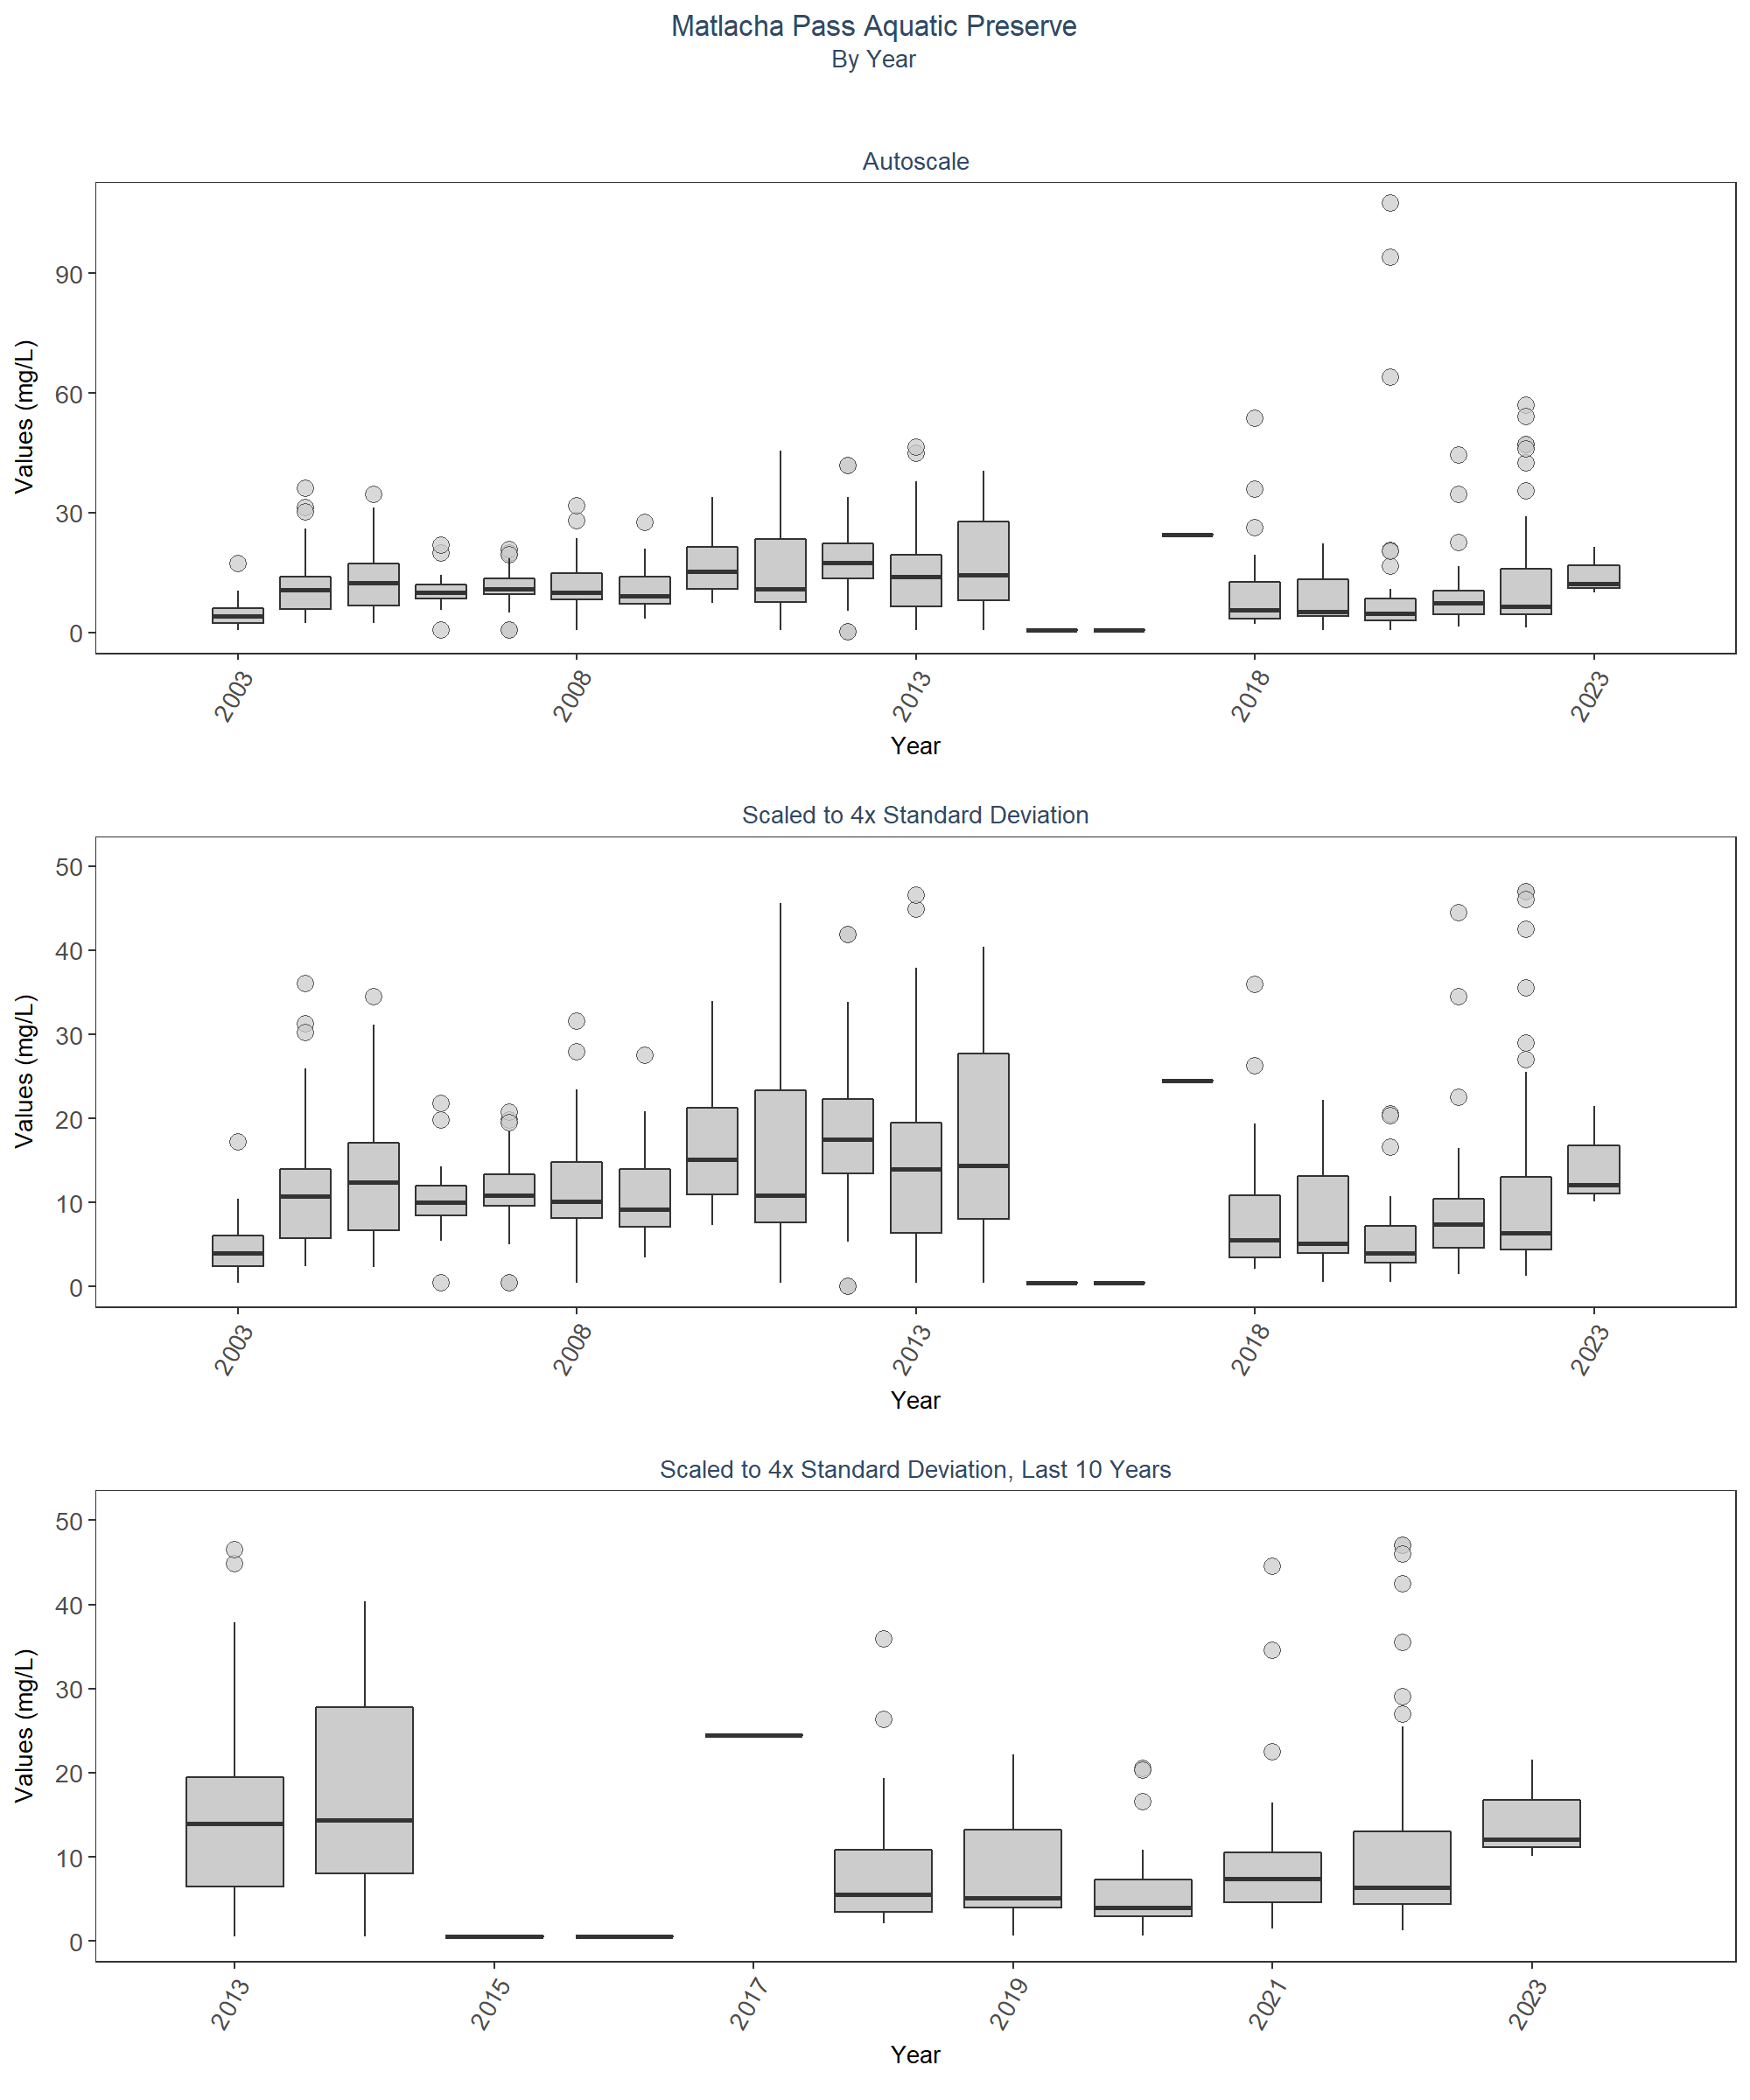 Matlacha Pass Aquatic Preserve
By Year
Autoscale
Values (mg/L)
90
60
30
0
2003
2008
2013
2018
2023
Year
Scaled to 4x Standard Deviation
Values (mg/L)
50
40
30
20
10
0
2003
2008
2013
2018
2023
Year
Scaled to 4x Standard Deviation, Last 10 Years
Values (mg/L)
50
40
30
20
10
0
2013
2015
2017
2019
2021
2023
Year